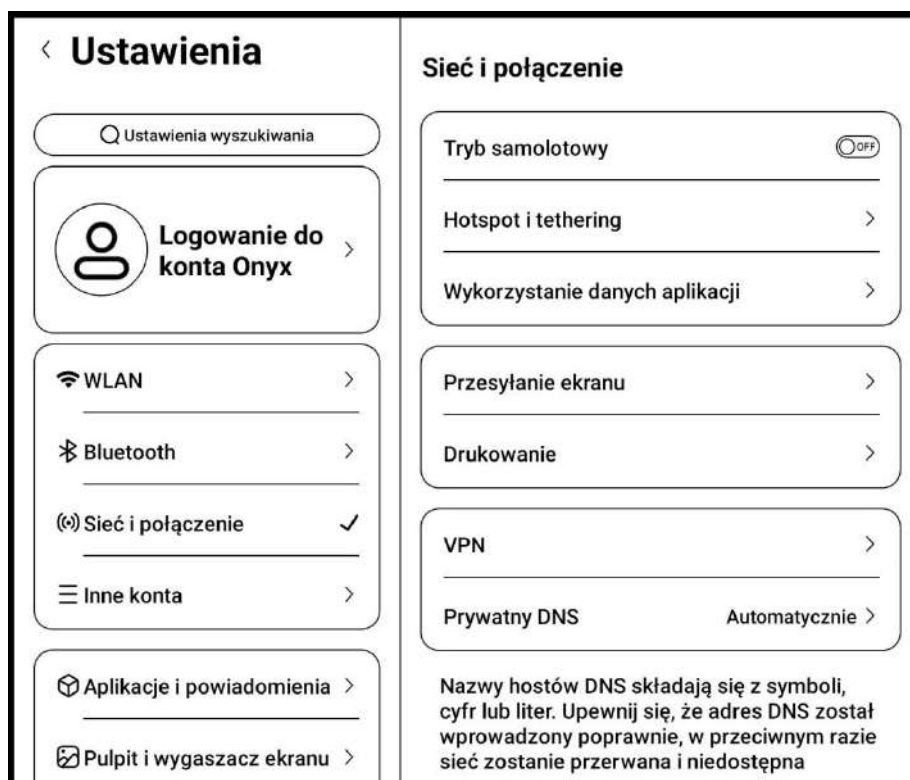 Ustawienia
Ustawienia wyszukiwania
Logowanie do
konta Onyx
WLAN
Bluetooth
Sieć i połączenie
Inne konta
Aplikacje i powiadomienia
Pulpit i wygaszacz ekranu
Sieć i połączenie
Tryb samolotowy
OFF
Hotspot i tethering
Wykorzystanie danych aplikacji
Przesyłanie ekranu
Drukowanie
VPN
Prywatny DNS Automatycznie
Nazwy hostów DNS składają się z symboli,
cyfr lub liter. Upewnij się, że adres DNS został
wprowadzony poprawnie, w przeciwnym razie
sieć zostanie przerwana i niedostępna